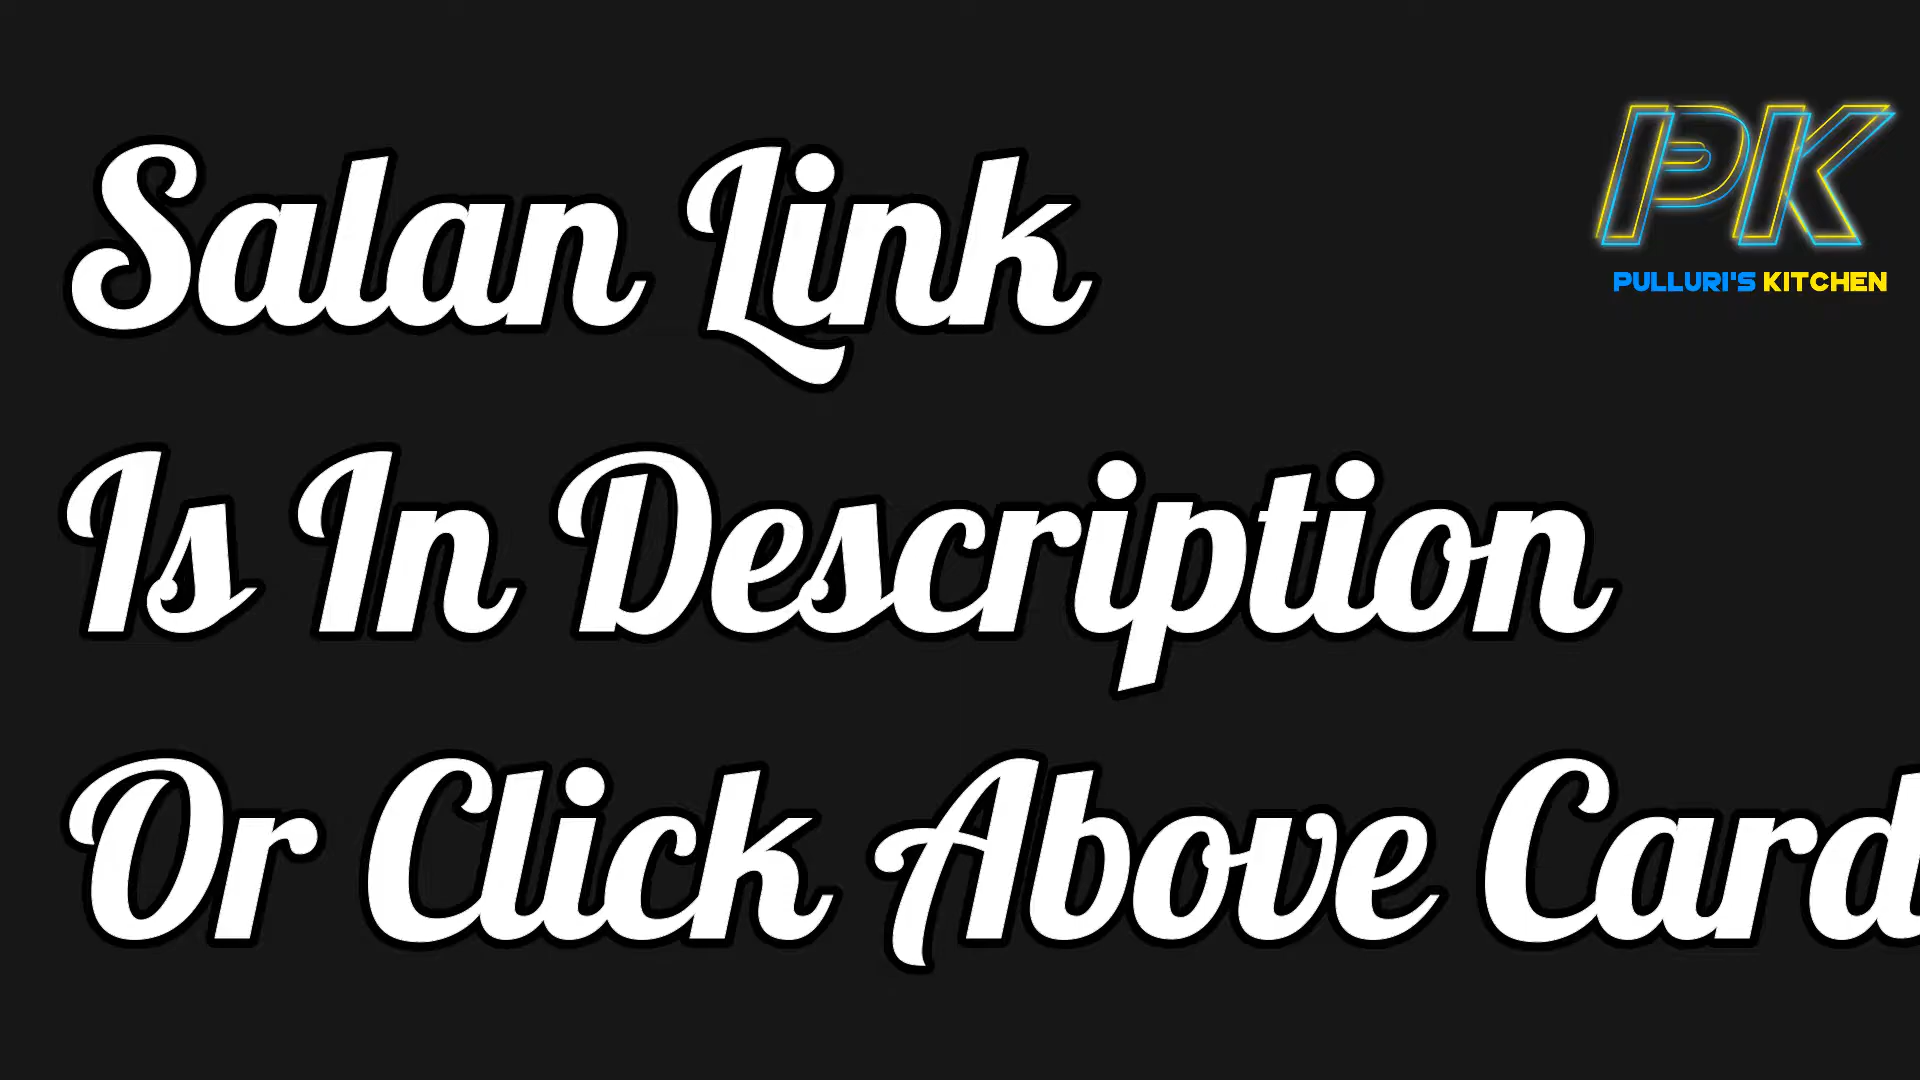 Salan Link
Is In Description
Or Click Above Card
PK
PULLURI'S KITCHEN